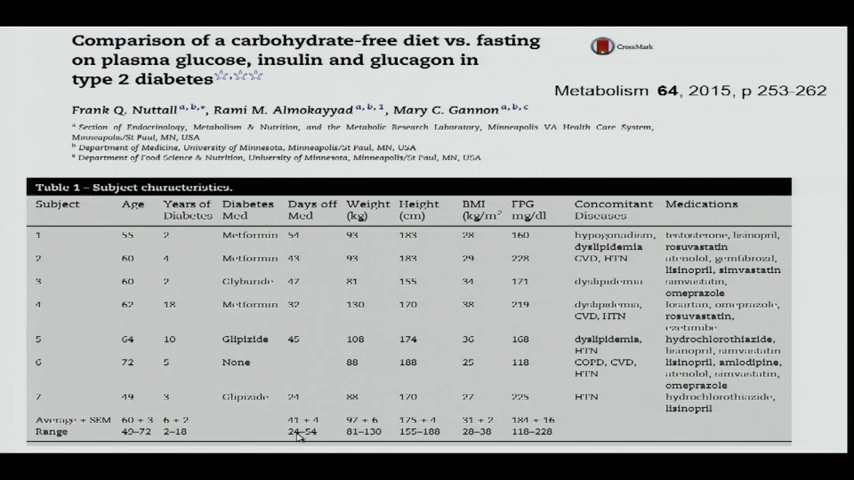 Comparison of a carbohydrate-free diet vs. fasting
on plasma glucose, insulin and glucagon in
type 2 diabetes☆,☆☆
CrossMark
Metabolism 64, 2015, p 253-262
Frank Q. Nuttall a,b,*, Rami M. Almokayyad a,b,1, Mary C. Gannon a,b,c
a Section of Endocrinology, Metabolism & Nutrition, and the Metabolic Research Laboratory, Minneapolis VA Health Care System,
Minneapolis/St Paul, MN, USA
b Department of Medicine, University of Minnesota, Minneapolis/St Paul, MN, USA
c Department of Food Science & Nutrition, University of Minnesota, Minneapolis/St Paul, MN, USA
Table 1 – Subject characteristics.
Subject Age Years of Diabetes Days off Weight Height BMI FPG Concomitant Medications
Diabetes Med Med (kg) (cm) (kg/m2 mg/dl Diseases
1 55 2 Metformin 54 93 183 28 160 hypogonadism, testosterone, lisinopril,
dyslipidemia rosuvastatin
2 60 4 Metformin 43 93 183 29 228 CVD, HTN atenolol, gemfibrozil,
lisinopril, simvastatin
3 60 2 Glyburide 47 81 155 34 171 dyslipidemia simvastatin,
omeprazole
4 62 18 Metformin 32 130 170 38 219 dyslipidemia, losartan, omeprazole,
CVD, HTN rosuvastatin,
ezetimibe
5 64 10 Glipizide 45 108 174 36 168 dyslipidemia, hydrochlorothiazide,
HTN lisinopril, simvastatin
6 72 5 None 88 188 25 118 COPD, CVD, lisinopril, amlodipine,
HTN atenolol, simvastatin,
omeprazole
7 49 3 Glipizide 24 88 170 27 225 HTN hydrochlorothiazide,
lisinopril
Average + SEM 60 + 3 6 + 2 41 + 4 97 + 6 175 + 4 31 + 2 184 + 16
Range 49–72 2–18 24–54 81–130 155–188 28–38 118–228